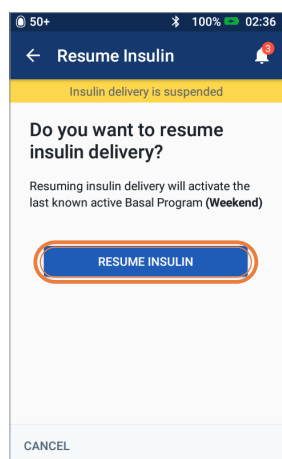 50+ 100% 02:36
Resume Insulin 3
Insulin delivery is suspended
Do you want to resume
insulin delivery?
Resuming insulin delivery will activate the
last known active Basal Program (Weekend)
RESUME INSULIN
CANCEL